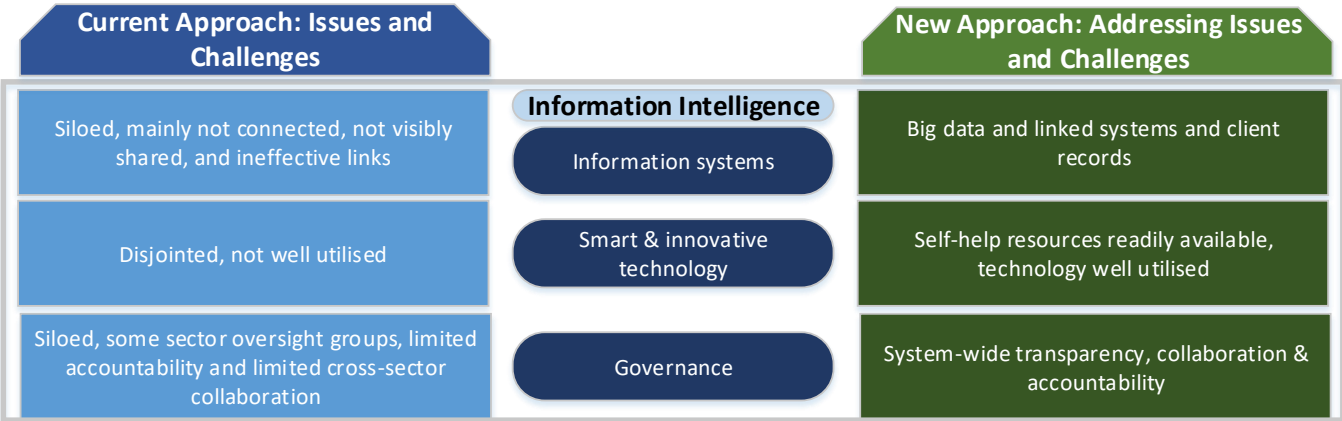 Current Approach: Issues and
Challenges
New Approach: Addressing Issues
and Challenges
Information Intelligence
Siloed, mainly not connected, not visibly
shared, and ineffective links
Information systems
Big data and linked systems and client
records
Disjointed, not well utilised
Smart & innovative
technology
Self-help resources readily available,
technology well utilised
Siloed, some sector oversight groups, limited
accountability and limited cross-sector
collaboration
Governance
System-wide transparency, collaboration &
accountability